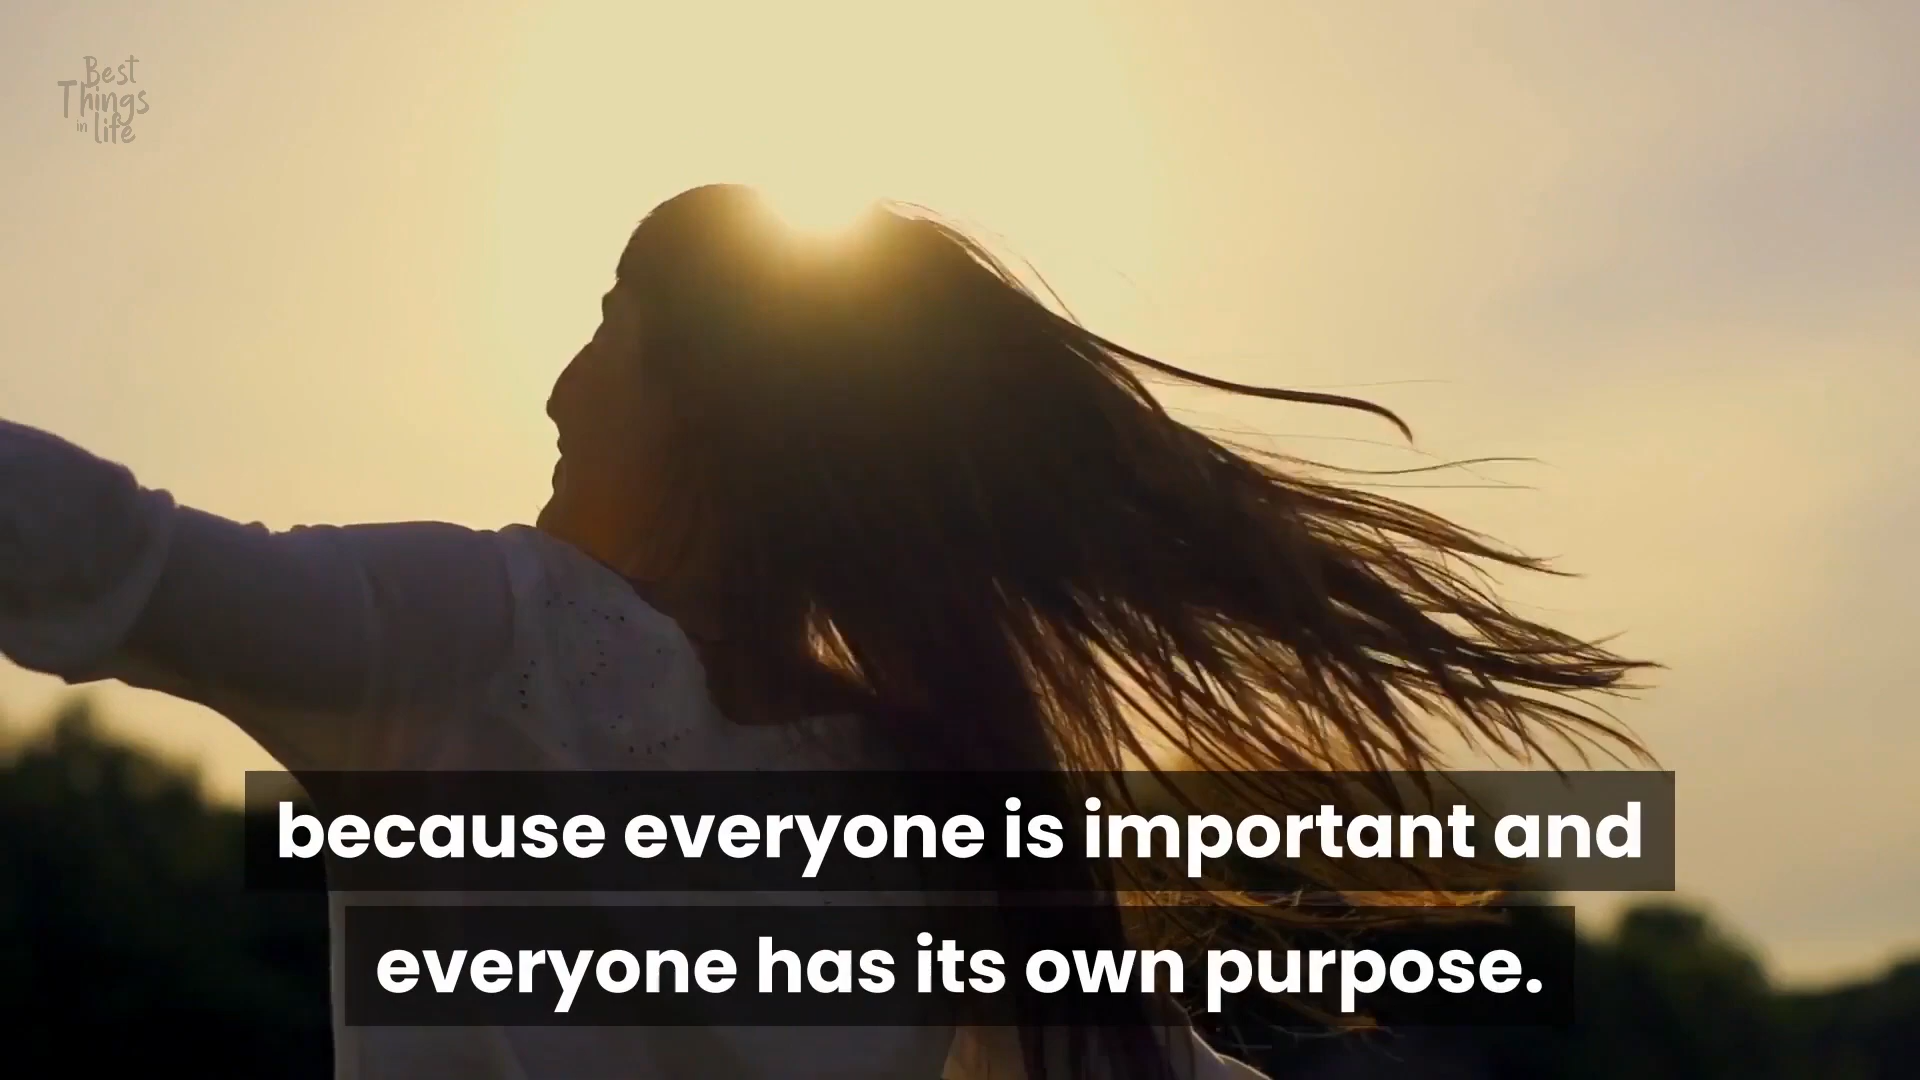 Best
Things
in life
because everyone is important and
everyone has its own purpose.